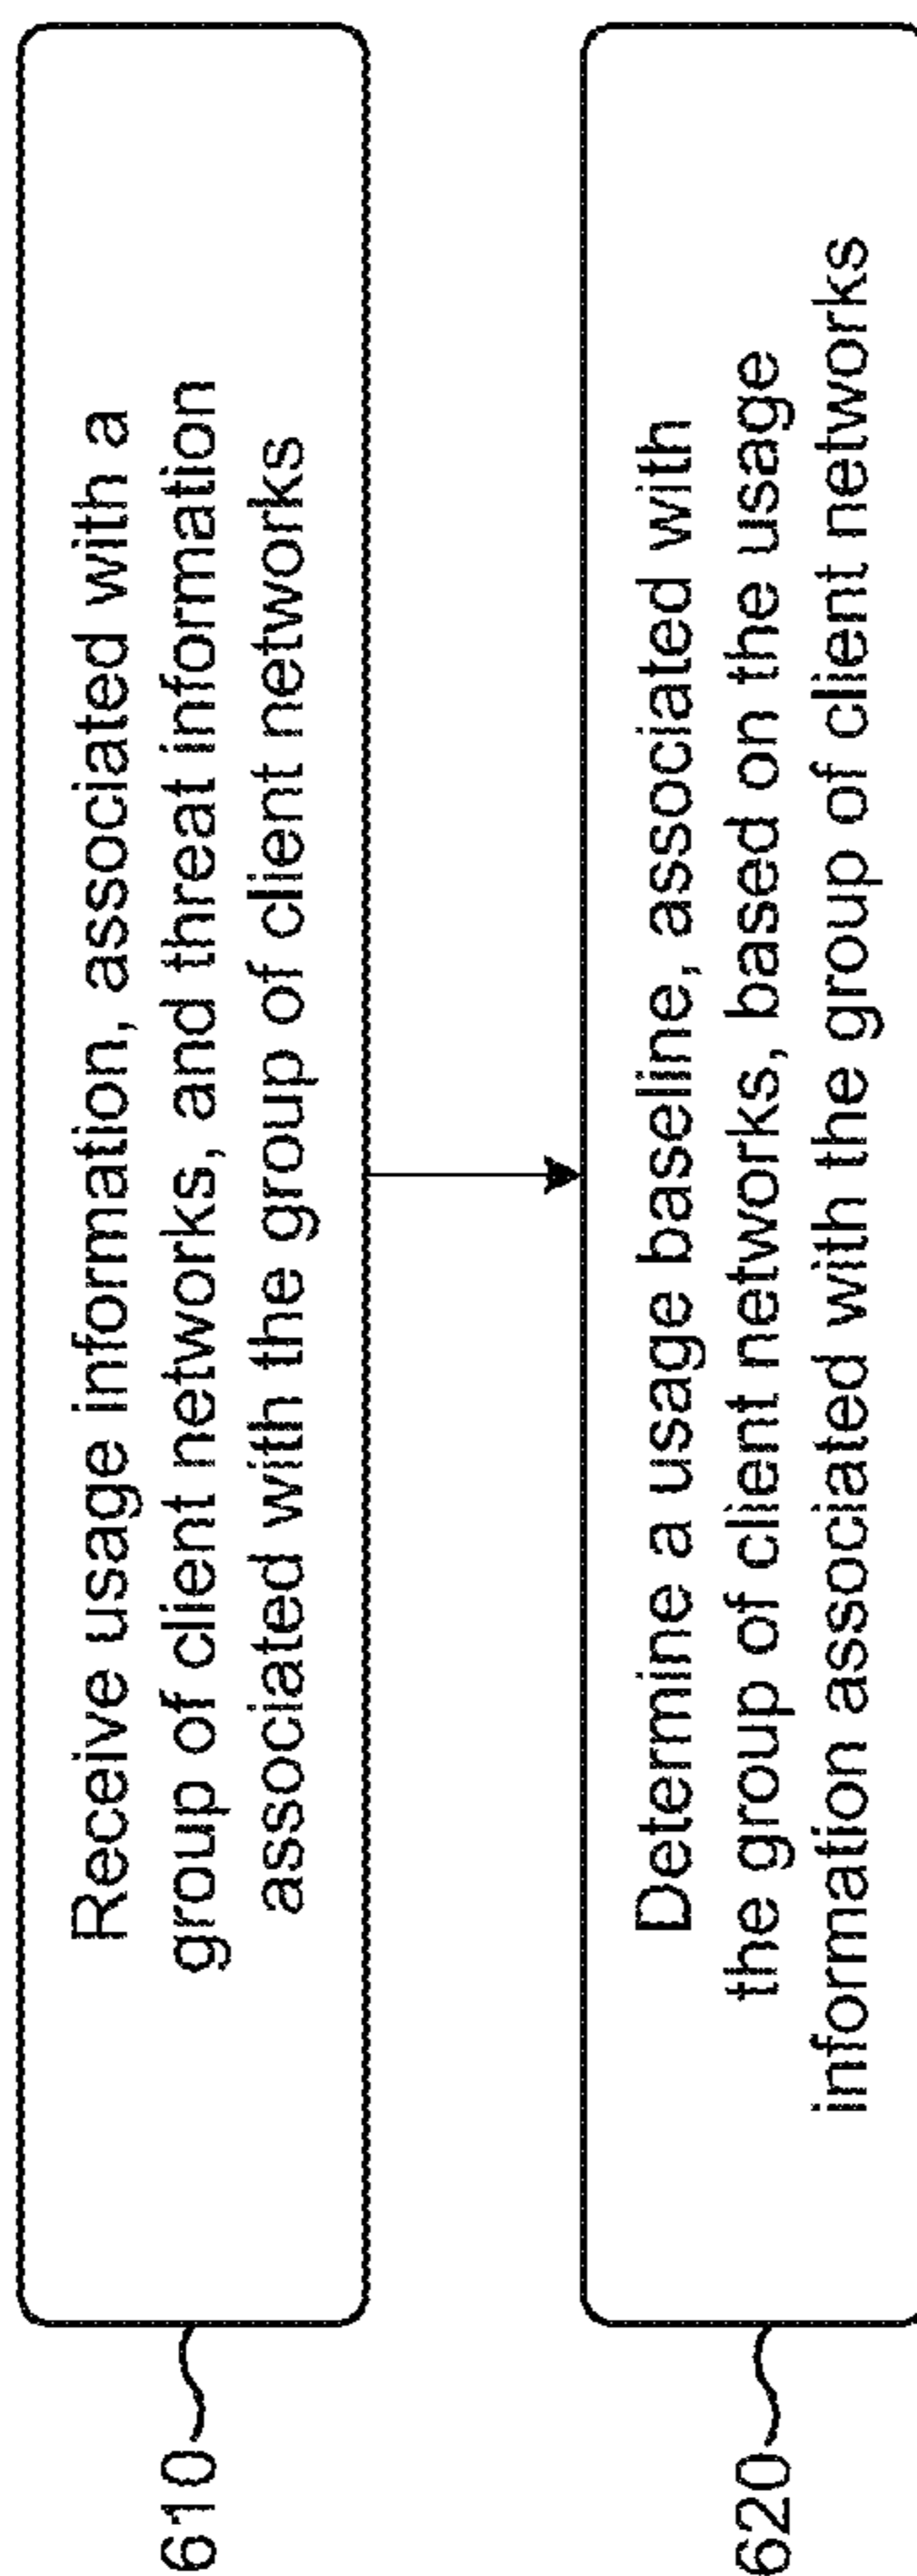 Receive usage information, associated with a
group of client networks, and threat information
associated with the group of client networks
610
Determine a usage baseline, associated with
the group of client networks, based on the usage
information associated with the group of client networks
620